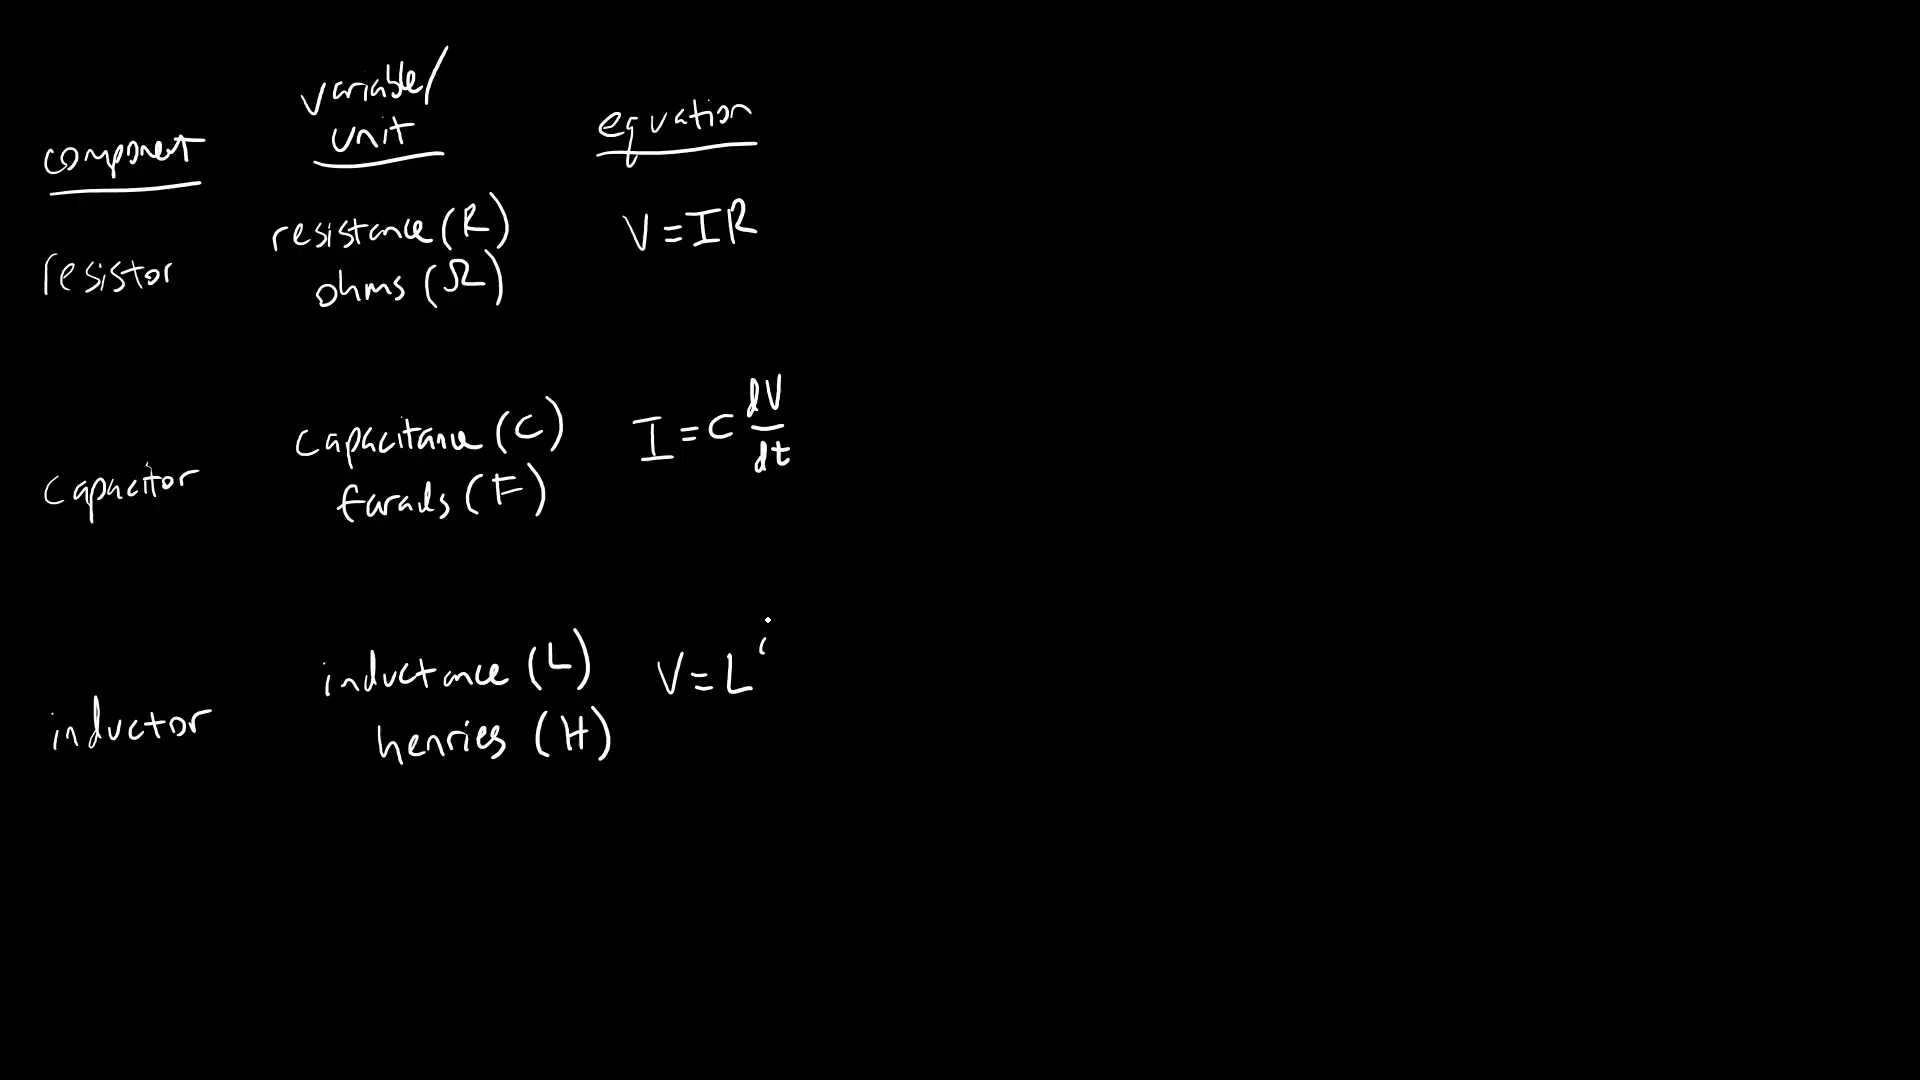 component
variable/
unit
equation
resistor
resistance (R)
ohms (Ω)
V = IR
capacitor
capacitance (C)
farads (F)
I = C dV/dt
inductor
inductance (L)
henries (H)
V = L